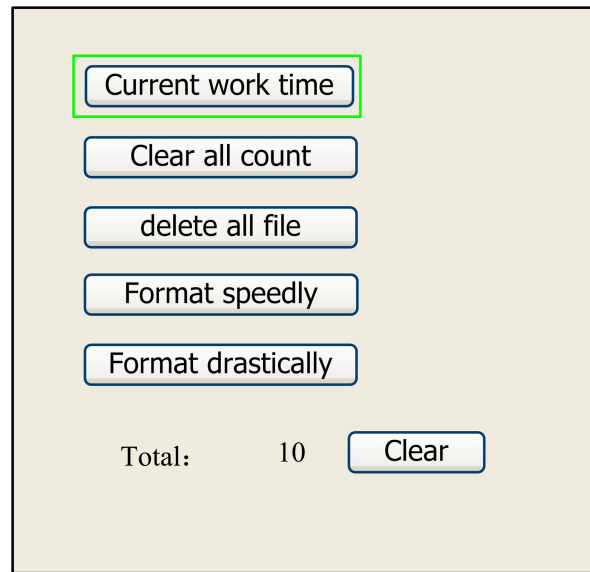 Current work time
Clear all count
delete all file
Format speedly
Format drastically
Total： 10 Clear